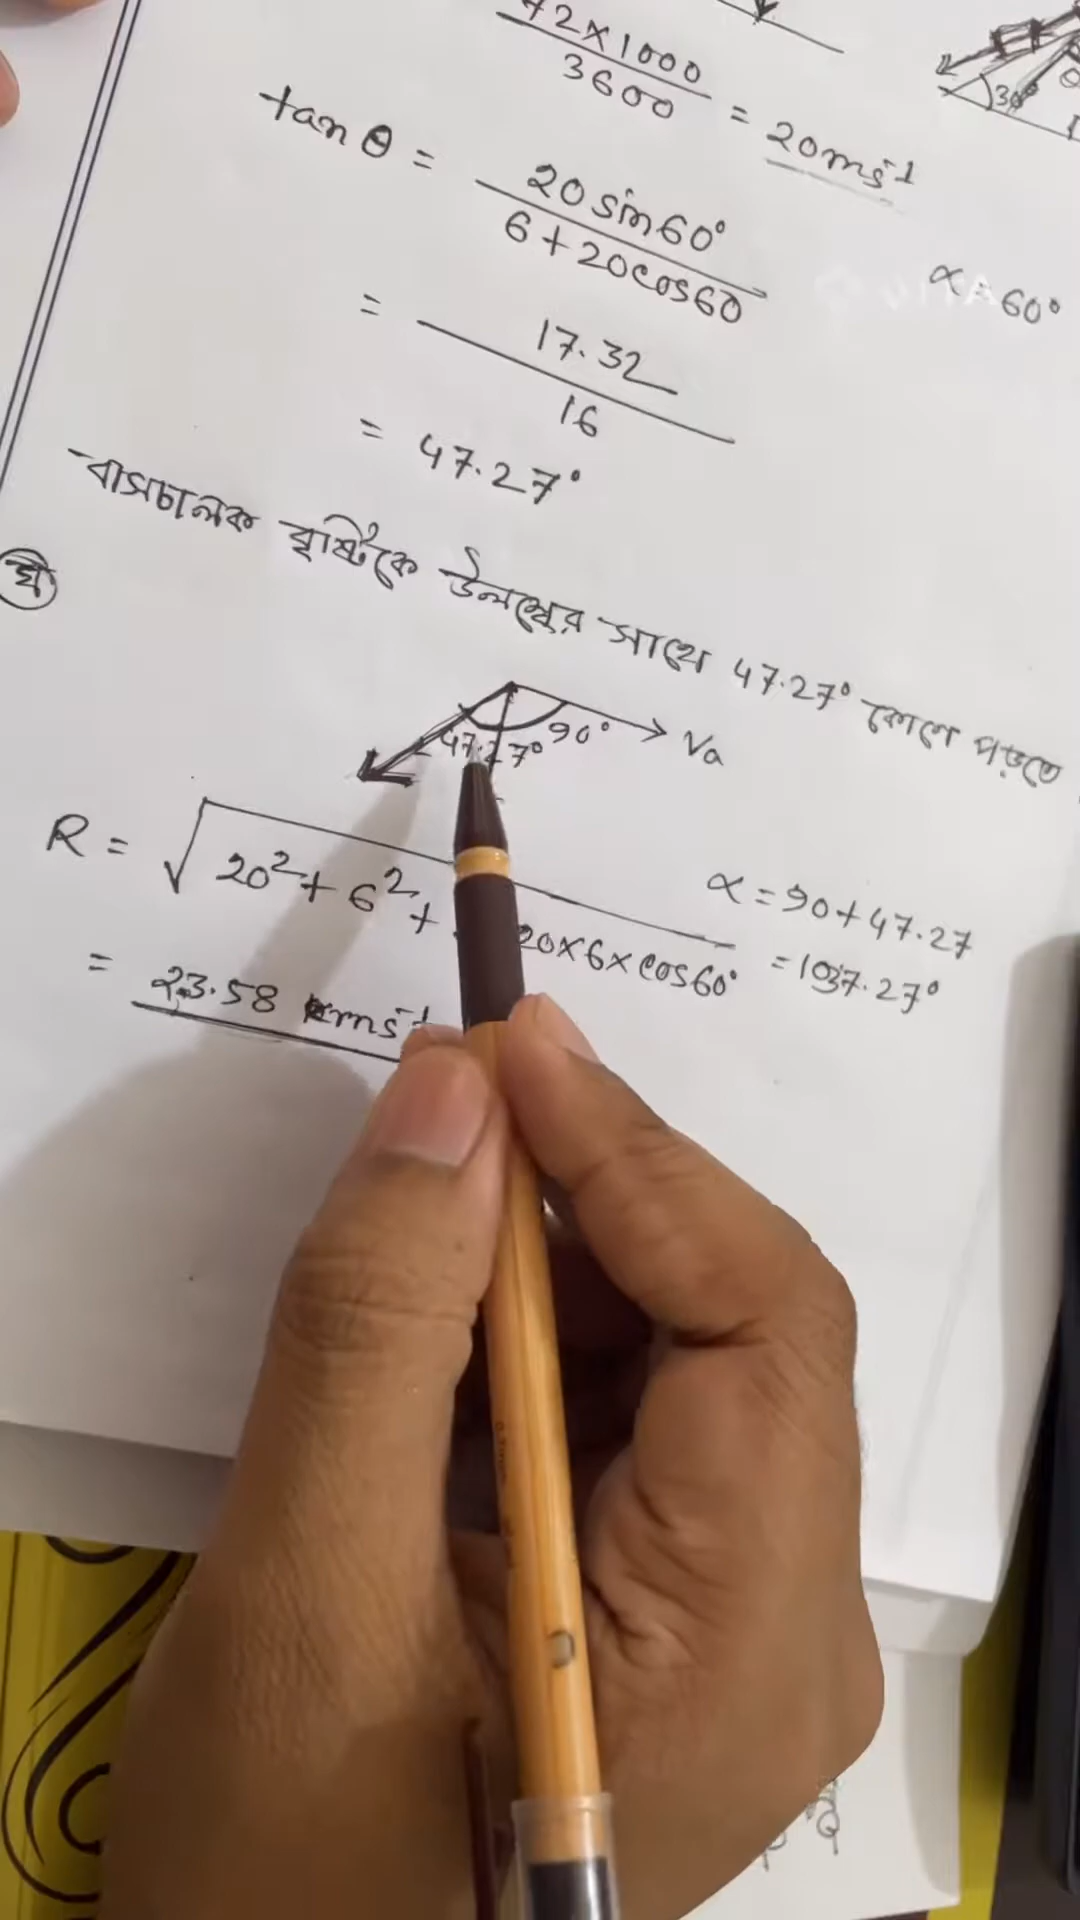 72×1000
3600
= 20ms⁻¹
30°
tanθ = 20 sin60°
6+20cos60
α = 60°
= 17.32
16
= 47.27°
বাসচালক বৃষ্টিকে উলম্বের সাথে 47.27° কোণে পড়তে
ঘ
47.27° 90° Va
R = √20²+6²+ 20×6×cos60°
α = 90+47.27
= 137.27°
= 23.58 ms⁻¹